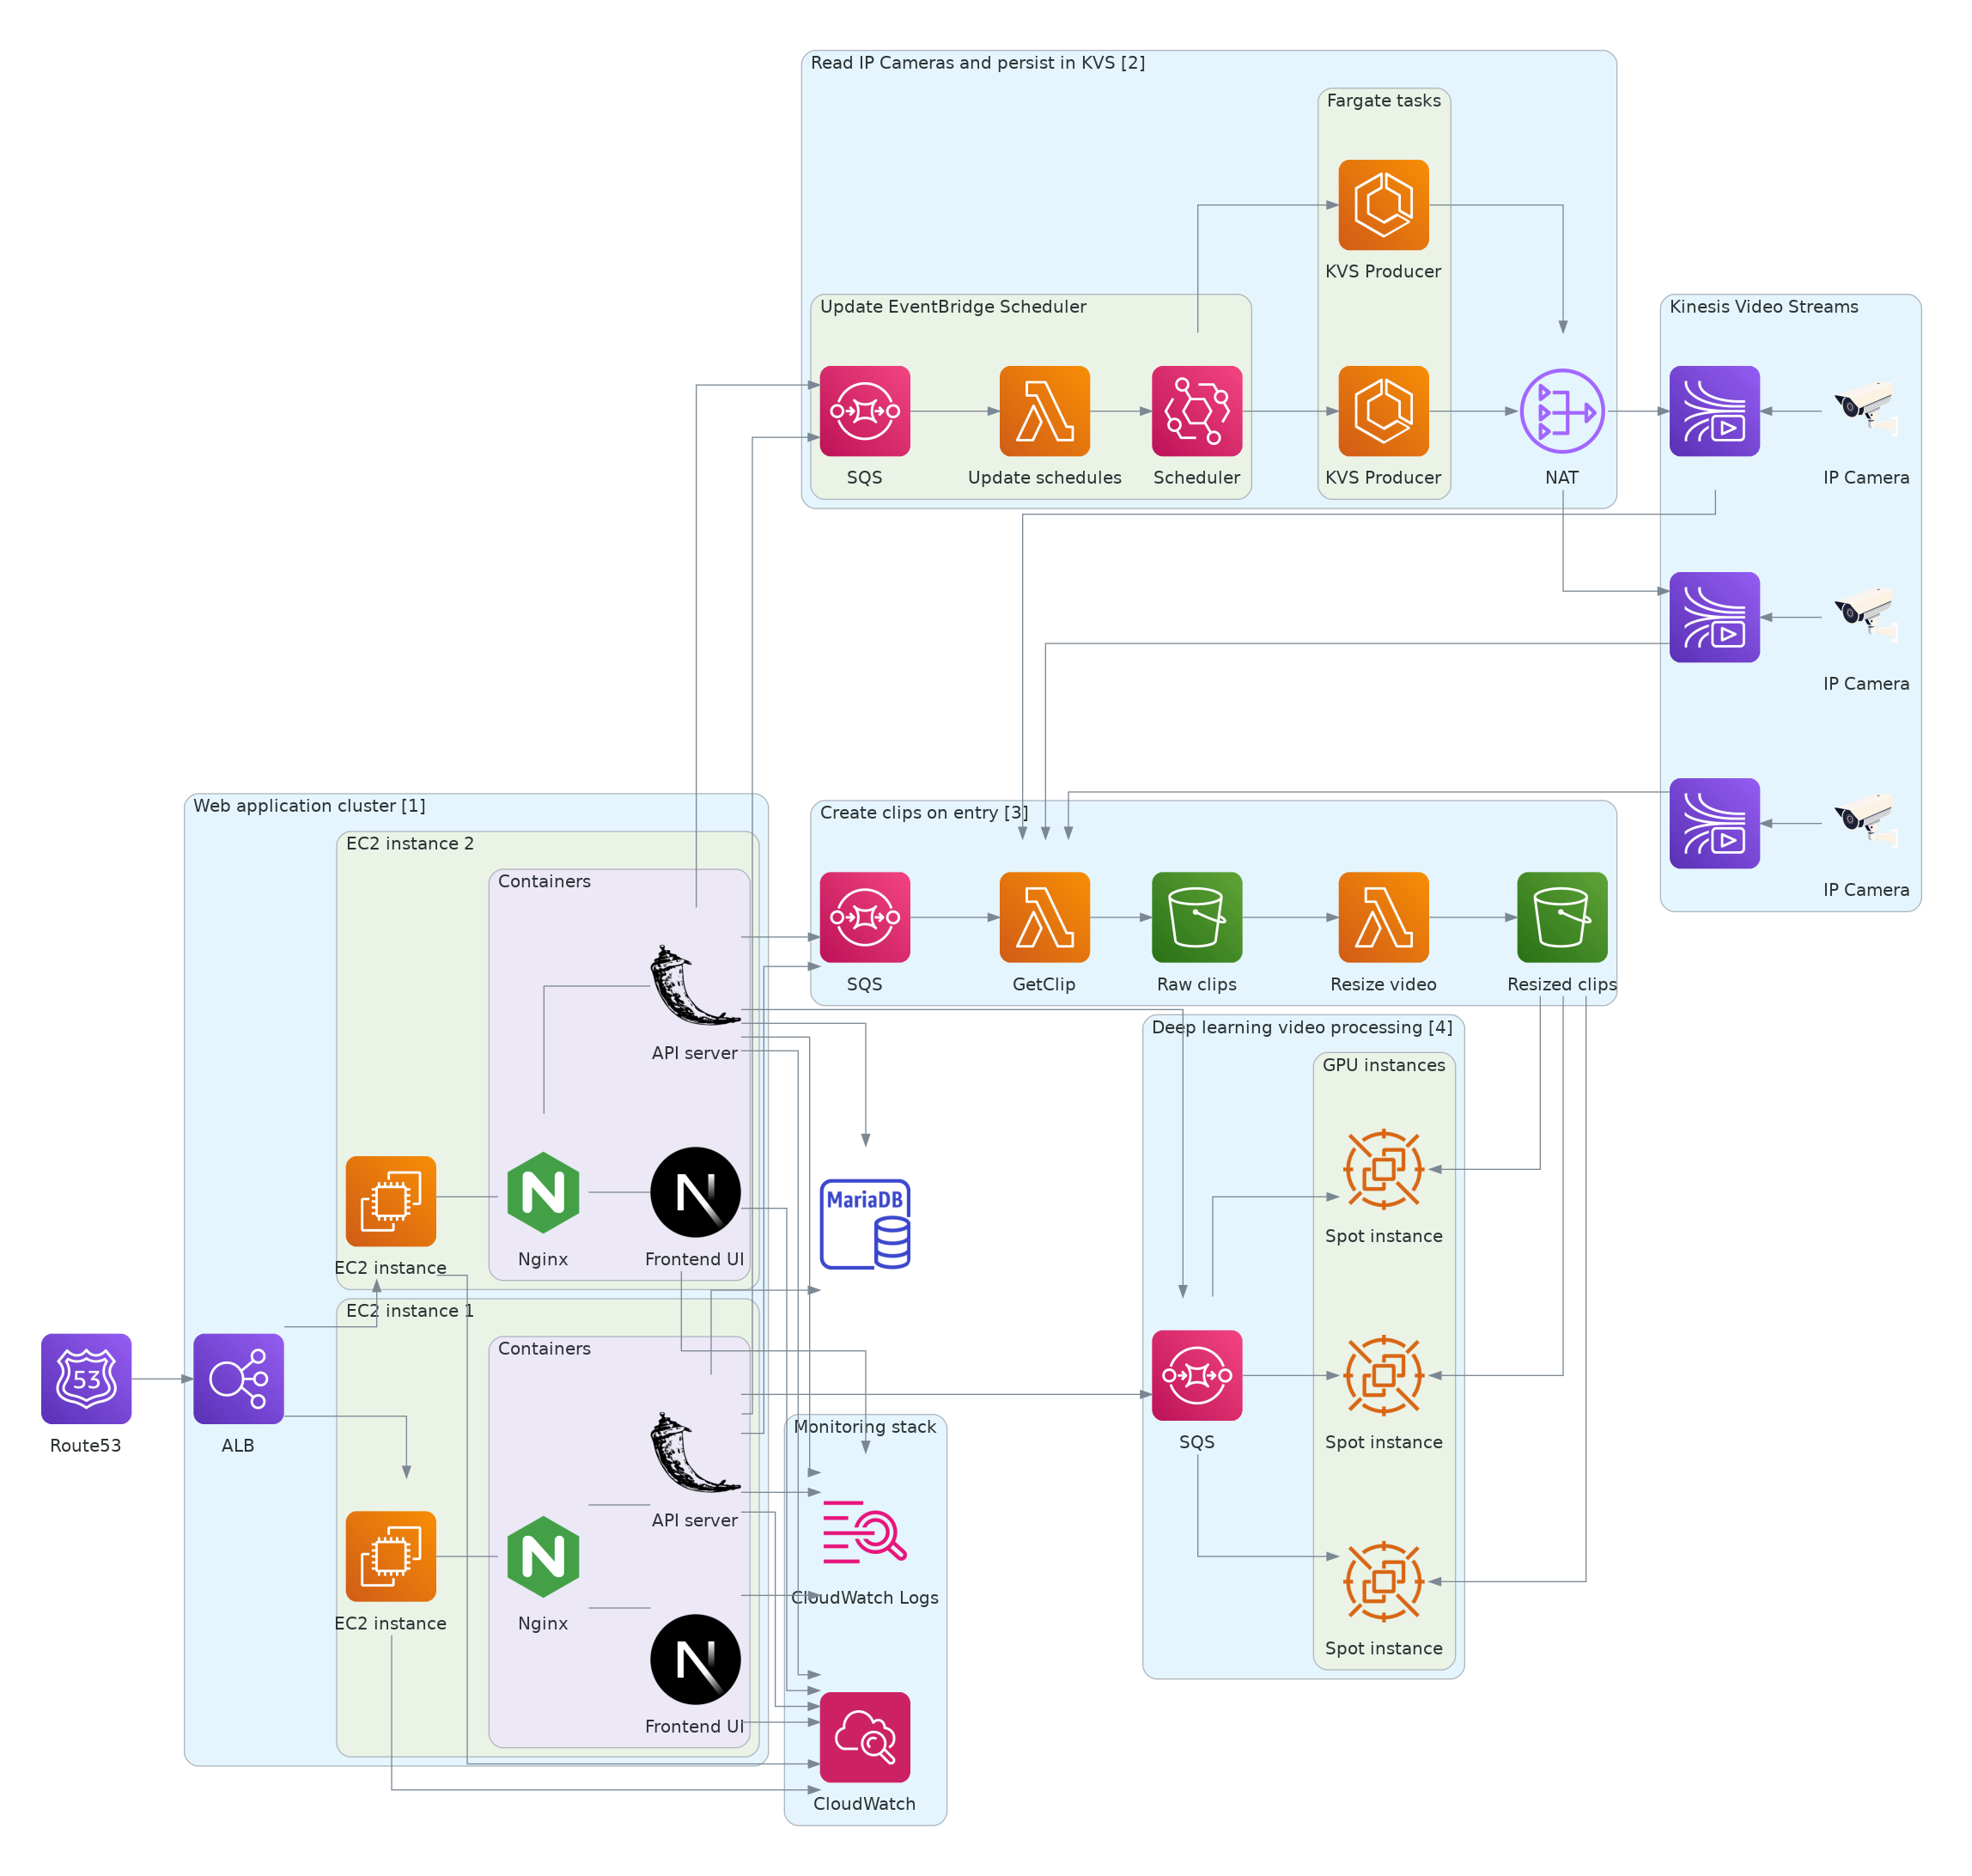 Read IP Cameras and persist in KVS [2]
Fargate tasks
KVS Producer
Update EventBridge Scheduler
Kinesis Video Streams
SQS
Update schedules
Scheduler
KVS Producer
NAT
IP Camera
IP Camera
Web application cluster [1]
Create clips on entry [3]
EC2 instance 2
Containers
IP Camera
SQS
GetClip
Raw clips
Resize video
Resized clips
Deep learning video processing [4]
API server
GPU instances
MariaDB
Spot instance
Nginx
Frontend UI
EC2 instance
EC2 instance 1
Containers
53
Route53
ALB
Monitoring stack
SQS
Spot instance
API server
CloudWatch Logs
EC2 instance
Nginx
Spot instance
Frontend UI
CloudWatch